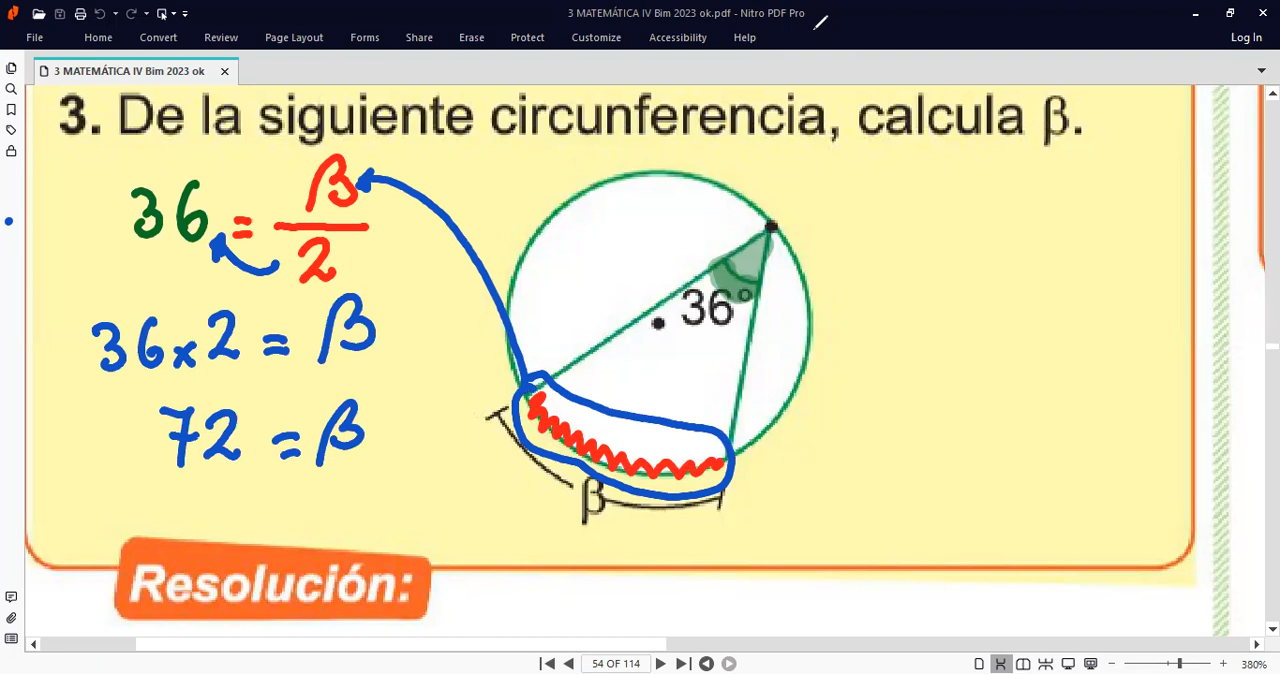 3 MATEMÁTICA IV Bim 2023 ok.pdf - Nitro PDF Pro
File Home Convert Review Page Layout Forms Share Erase Protect Customize Accessibility Help Log In
3 MATEMÁTICA IV Bim 2023 ok
3. De la siguiente circunferencia, calcula β.
36 = β/2
36 x 2 = β
72 = β
36°
β
Resolución:
54 OF 114
380%